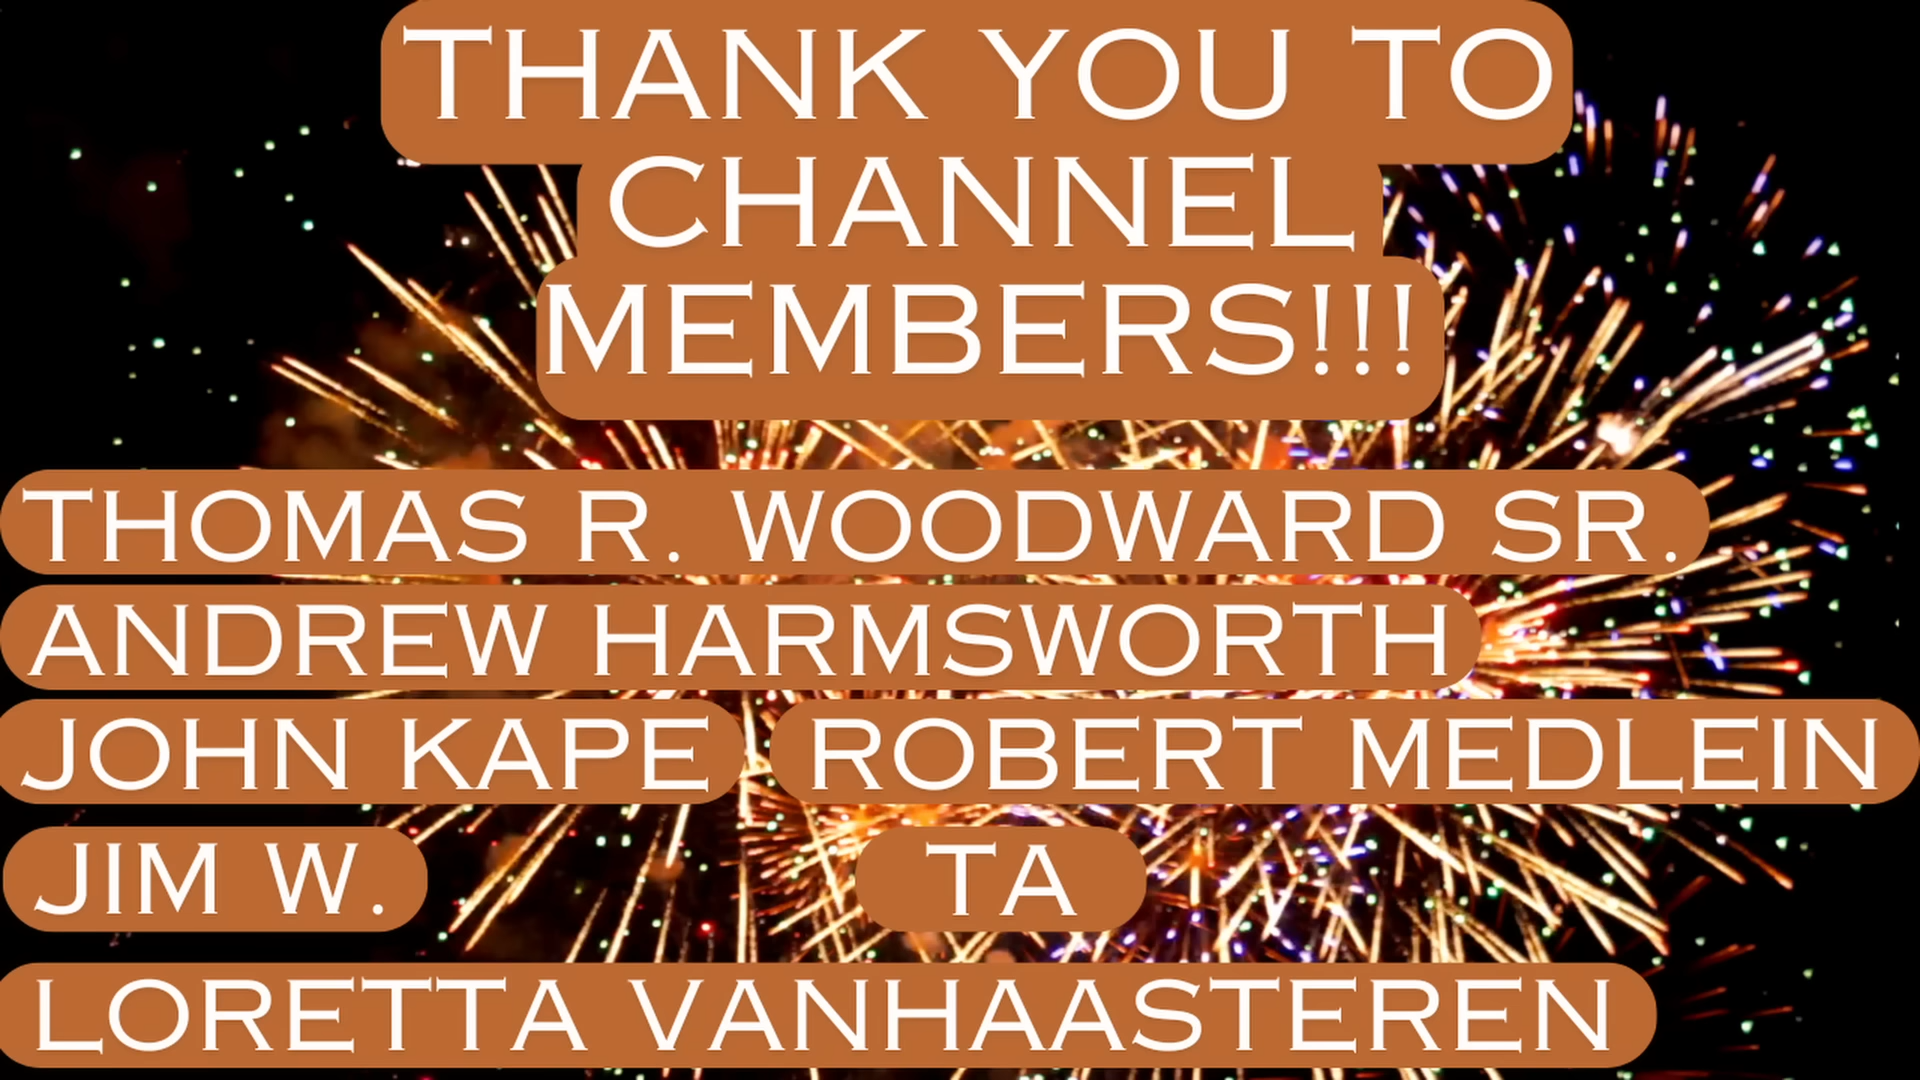 THANK YOU TO
CHANNEL
MEMBERS!!!
THOMAS R. WOODWARD SR.
ANDREW HARMSWORTH
JOHN KAPE ROBERT MEDLEIN
JIM W. TA
LORETTA VANHAASTEREN